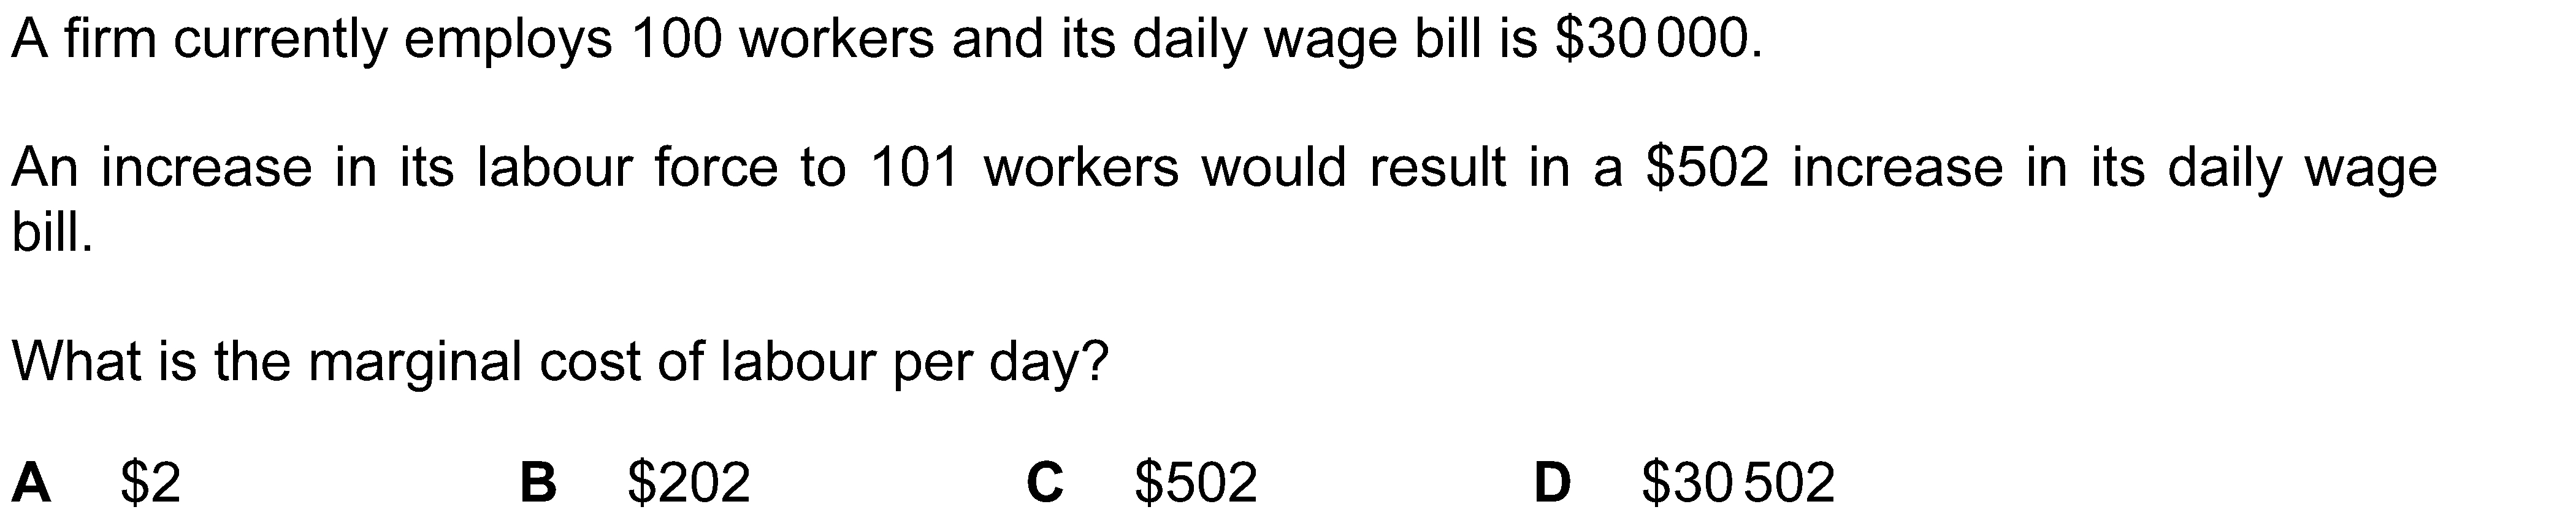 A firm currently employs 100 workers and its daily wage bill is $30 000.
An increase in its labour force to 101 workers would result in a $502 increase in its daily wage
bill.
What is the marginal cost of labour per day?
A $2 B $202 C $502 D $30 502